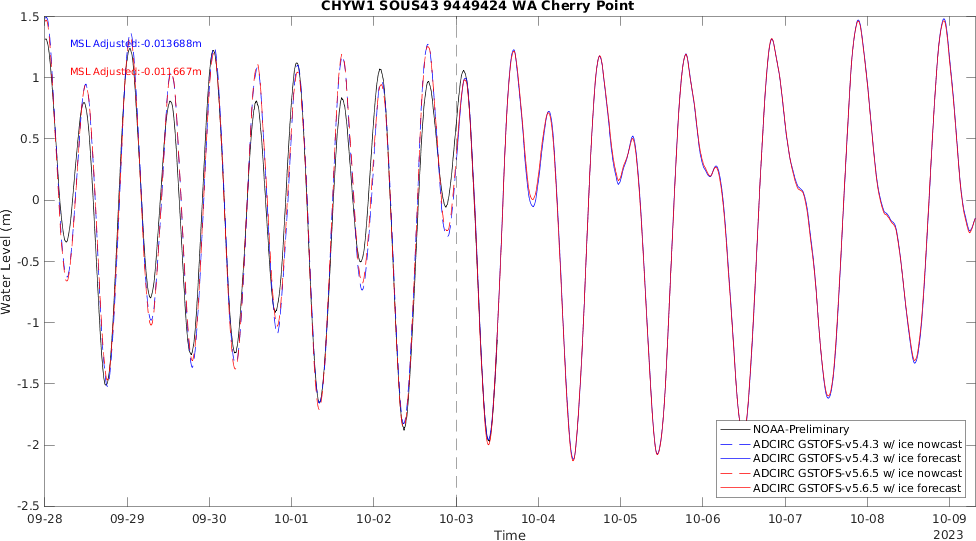 CHYW1 SOUS43 9449424 WA Cherry Point
MSL Adjusted:-0.013688m
MSL Adjusted:-0.011667m
1.5
1
0.5
0
-0.5
-1
-1.5
-2
-2.5
Water Level (m)
NOAA-Preliminary
ADCIRC GSTOFS-v5.4.3 w/ ice nowcast
ADCIRC GSTOFS-v5.4.3 w/ ice forecast
ADCIRC GSTOFS-v5.6.5 w/ ice nowcast
ADCIRC GSTOFS-v5.6.5 w/ ice forecast
09-28 09-29 09-30 10-01 10-02 10-03 10-04 10-05 10-06 10-07 10-08 10-09
2023
Time